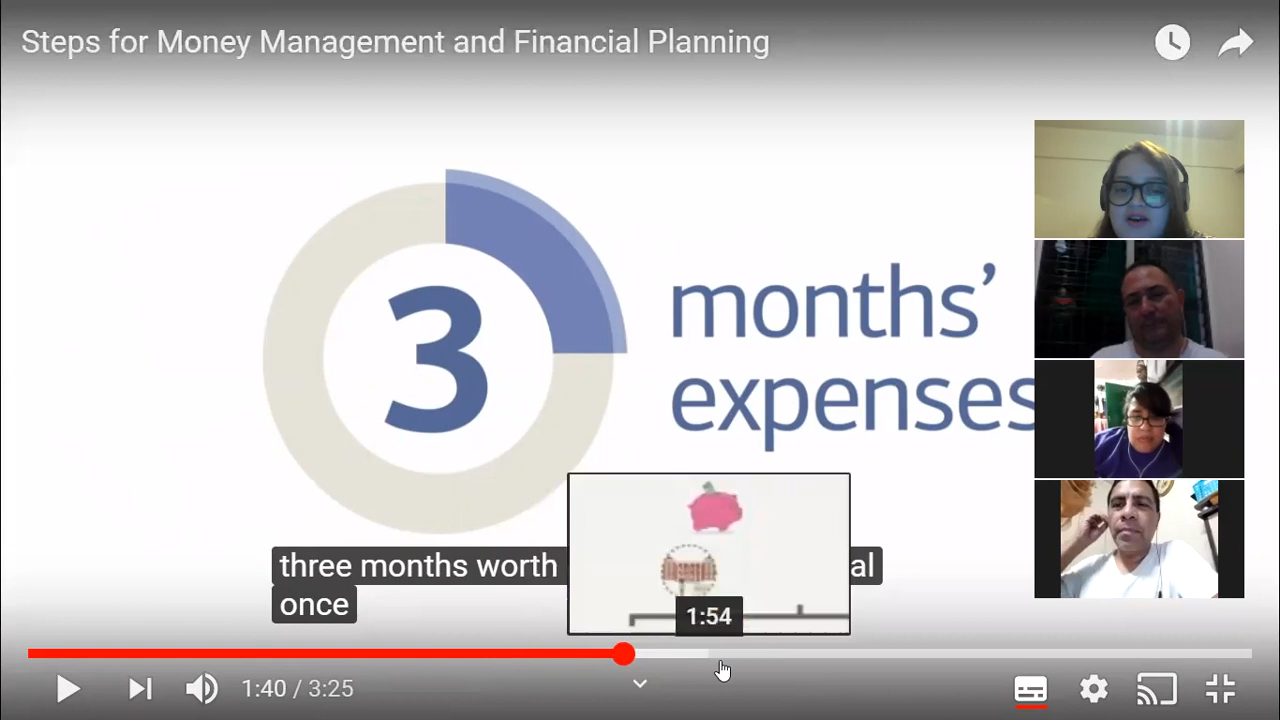 Steps for Money Management and Financial Planning
3
months’
expenses
three months worth
al
once
1:54
1:40 / 3:25